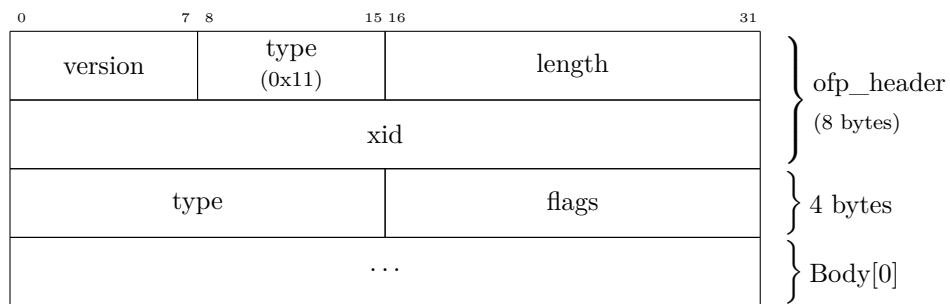 0 7 8 15 16 31
version type length
(0x11)
ofp_header
(8 bytes)
xid
type flags 4 bytes
... Body[0]